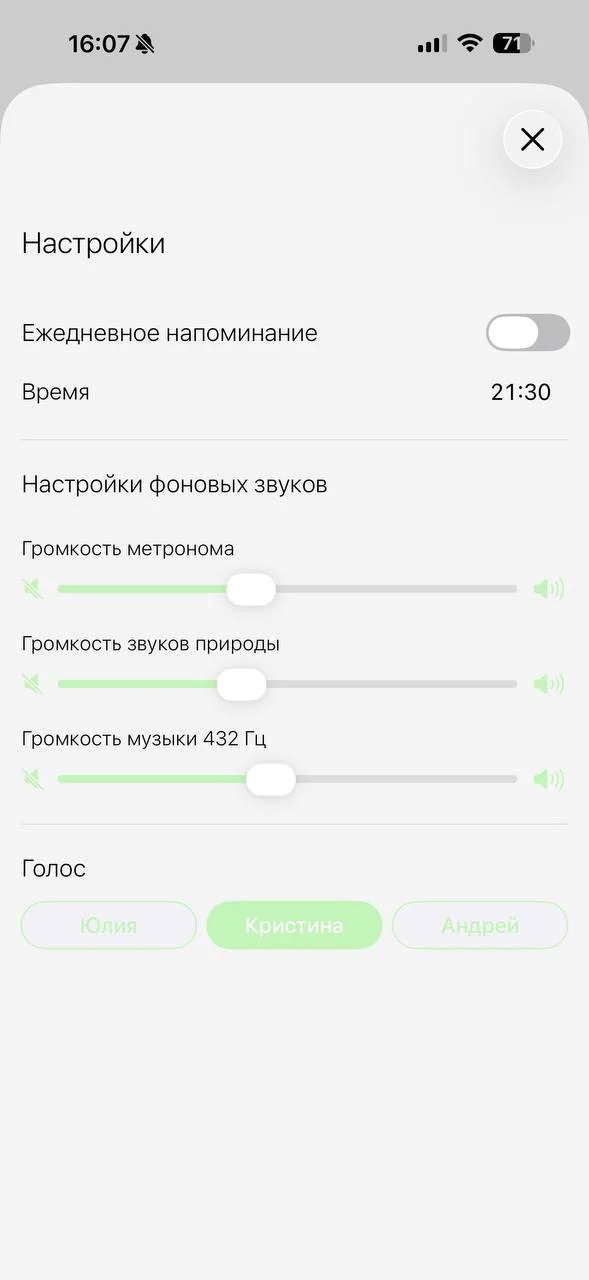 16:07
71
Настройки
Ежедневное напоминание
Время 21:30
Настройки фоновых звуков
Громкость метронома
Громкость звуков природы
Громкость музыки 432 Гц
Голос
Юлия Кристина Андрей